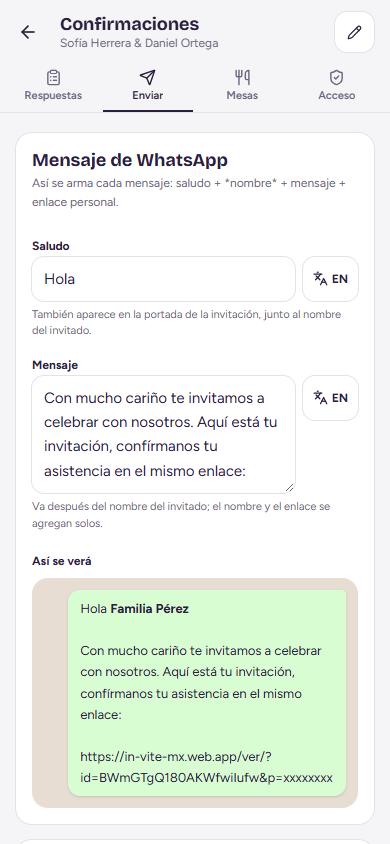 Confirmaciones
Sofía Herrera & Daniel Ortega
Respuestas
Enviar
Mesas
Acceso
Mensaje de WhatsApp
Así se arma cada mensaje: saludo + *nombre* + mensaje +
enlace personal.
Saludo
Hola
EN
También aparece en la portada de la invitación, junto al nombre
del invitado.
Mensaje
Con mucho cariño te invitamos a
celebrar con nosotros. Aquí está tu
invitación, confírmanos tu
asistencia en el mismo enlace:
EN
Va después del nombre del invitado; el nombre y el enlace se
agregan solos.
Así se verá
Hola Familia Pérez
Con mucho cariño te invitamos a celebrar
con nosotros. Aquí está tu invitación,
confírmanos tu asistencia en el mismo
enlace:
https://in-vite-mx.web.app/ver/?
id=BWmGTgQ180AKWfwiIufw&p=xxxxxxxx